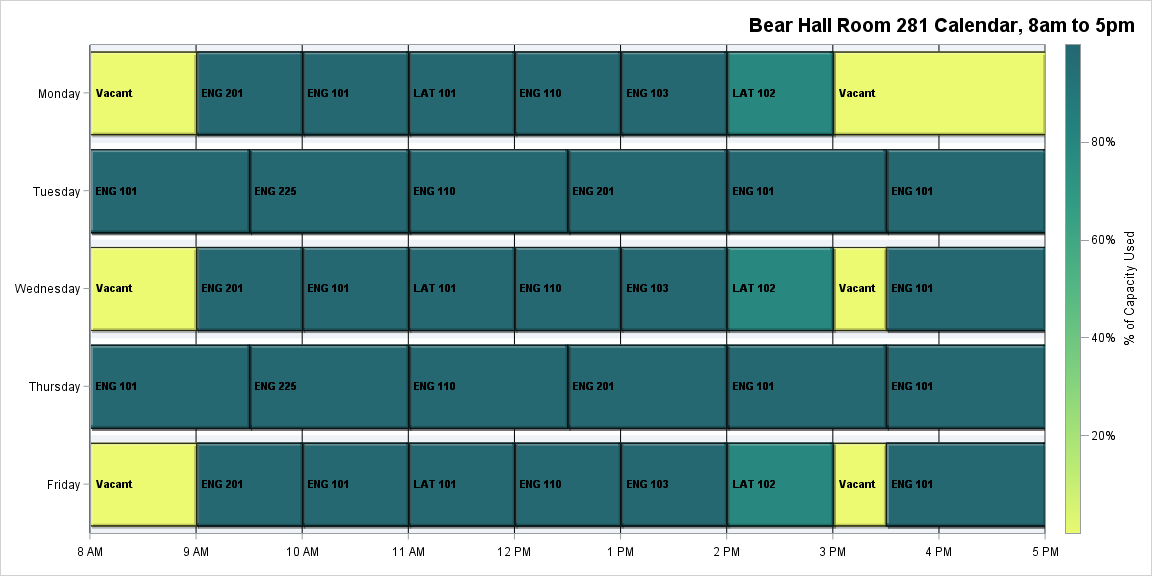 Bear Hall Room 281 Calendar, 8am to 5pm
Monday
Vacant
ENG 201
ENG 101
LAT 101
ENG 110
ENG 103
LAT 102
Vacant
Tuesday
ENG 101
ENG 225
ENG 110
ENG 201
ENG 101
ENG 101
Wednesday
Vacant
ENG 201
ENG 101
LAT 101
ENG 110
ENG 103
LAT 102
Vacant
ENG 101
Thursday
ENG 101
ENG 225
ENG 110
ENG 201
ENG 101
ENG 101
Friday
Vacant
ENG 201
ENG 101
LAT 101
ENG 110
ENG 103
LAT 102
Vacant
ENG 101
8 AM
9 AM
10 AM
11 AM
12 PM
1 PM
2 PM
3 PM
4 PM
5 PM
80%
60%
40%
20%
% of Capacity Used